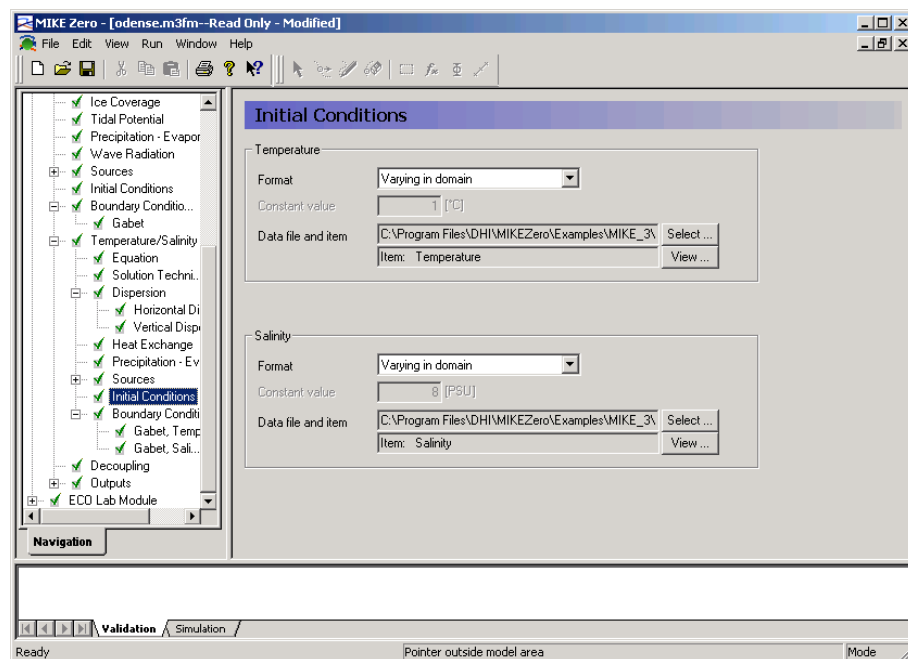 MIKE Zero - [odense.m3fm--Read Only - Modified]
File Edit View Run Window Help
Ice Coverage
Tidal Potential
Precipitation - Evapor
Wave Radiation
Sources
Initial Conditions
Boundary Conditio...
Gabet
Temperature/Salinity
Equation
Solution Techni...
Dispersion
Horizontal Di
Vertical Disp
Heat Exchange
Precipitation - Ev
Sources
Initial Conditions
Boundary Conditi
Gabet, Temp
Gabet, Sali...
Decoupling
Outputs
ECO Lab Module
Navigation
Initial Conditions
Temperature
Format Varying in domain
Constant value 1 [°C]
Data file and item C:\Program Files\DHI\MIKEZero\Examples\MIKE_3\ Select ...
Item: Temperature View ...
Salinity
Format Varying in domain
Constant value 8 [PSU]
Data file and item C:\Program Files\DHI\MIKEZero\Examples\MIKE_3\ Select ...
Item: Salinity View ...
Validation Simulation
Ready Pointer outside model area Mode